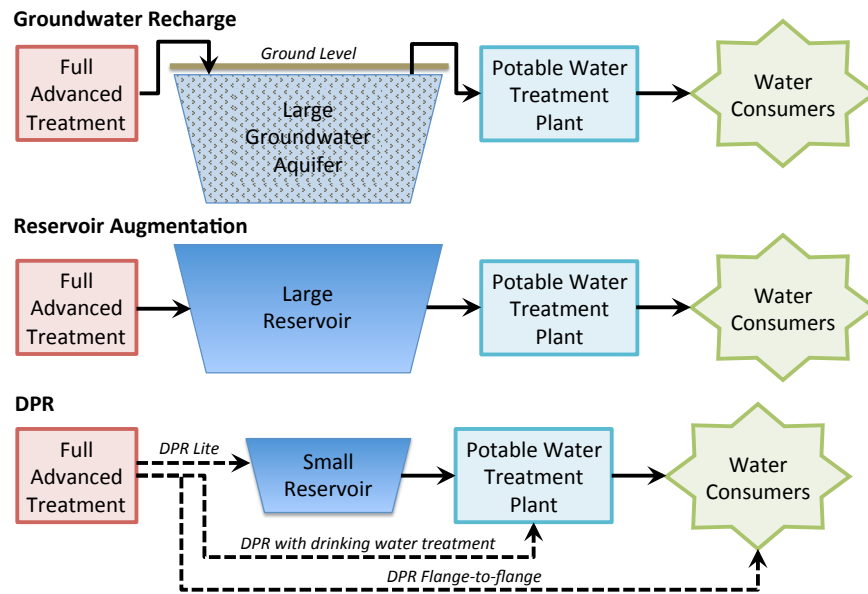 Groundwater Recharge
Full
Advanced
Treatment
Ground Level
Large
Groundwater
Aquifer
Potable Water
Treatment
Plant
Water
Consumers
Reservoir Augmentation
Full
Advanced
Treatment
Large
Reservoir
Potable Water
Treatment
Plant
Water
Consumers
DPR
Full
Advanced
Treatment
DPR Lite
Small
Reservoir
Potable Water
Treatment
Plant
Water
Consumers
DPR with drinking water treatment
DPR Flange-to-flange